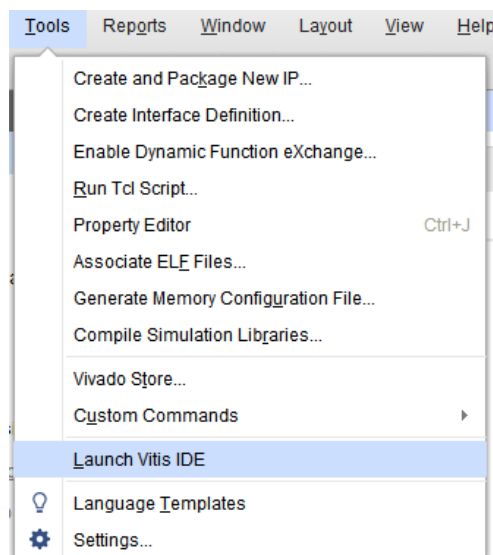 Tools Reports Window Layout View Help
Create and Package New IP...
Create Interface Definition...
Enable Dynamic Function eXchange...
Run Tcl Script...
Property Editor Ctrl+J
Associate ELF Files...
Generate Memory Configuration File...
Compile Simulation Libraries...
Vivado Store...
Custom Commands
Launch Vitis IDE
Language Templates
Settings...